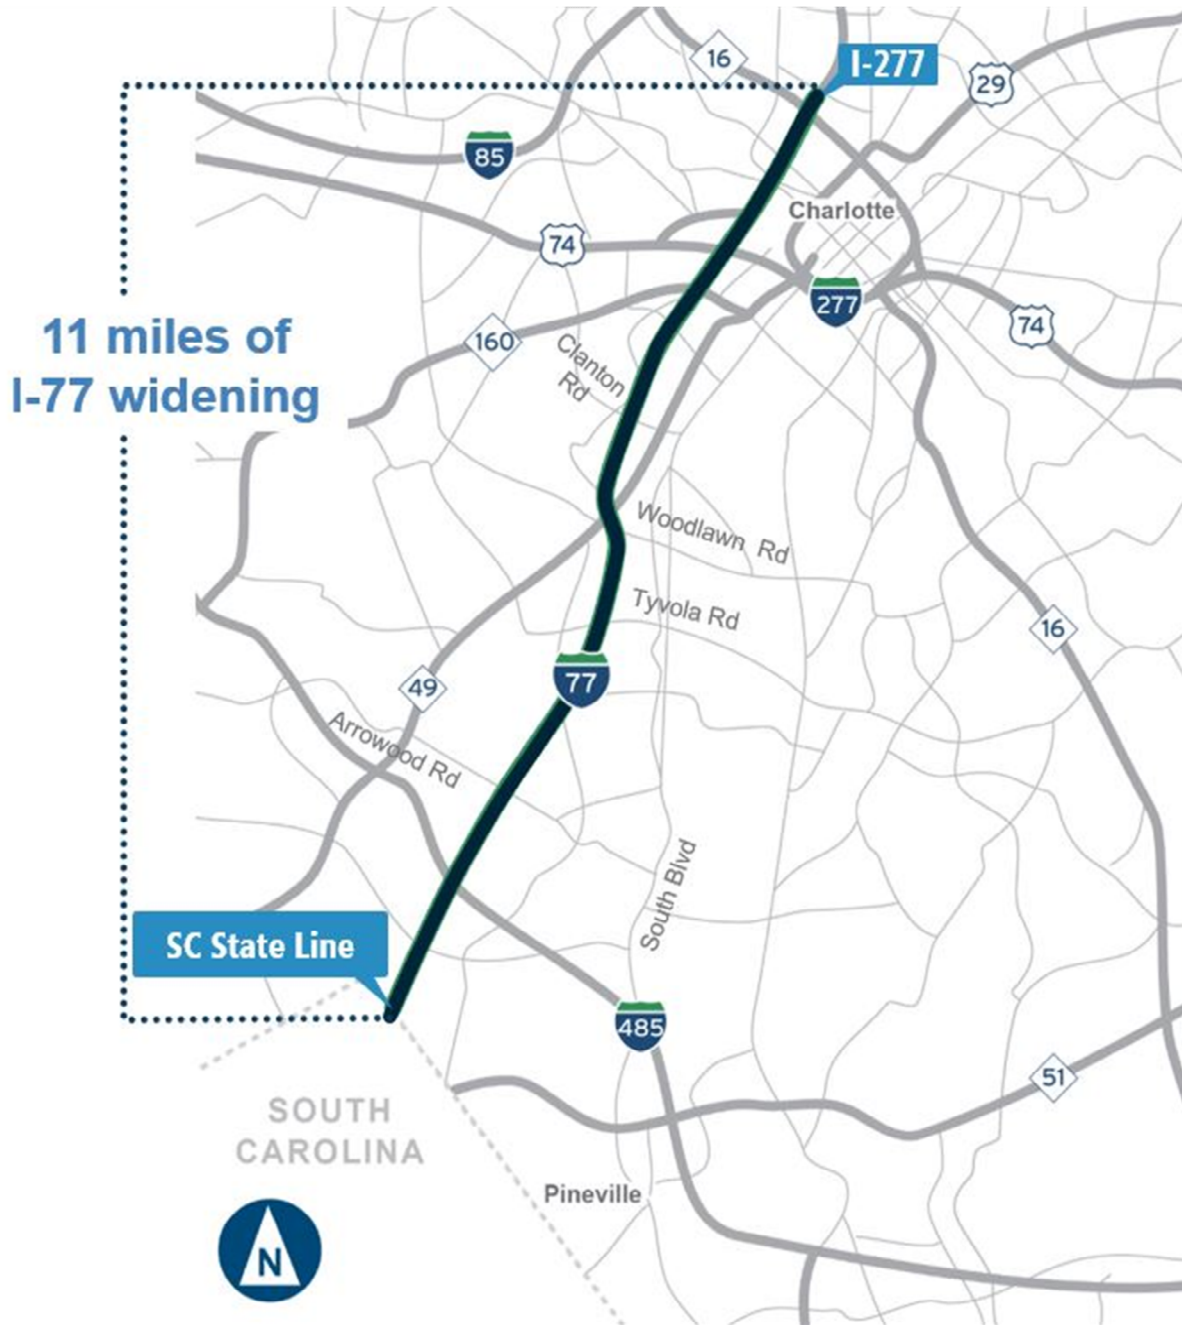 16
I-277
29
85
Charlotte
74
277
74
11 miles of
I-77 widening
160
Clanton
Rd
Woodlawn Rd
Tyvola Rd
16
77
49
Arrowood Rd
South Blvd
SC State Line
485
51
SOUTH
CAROLINA
Pineville
N